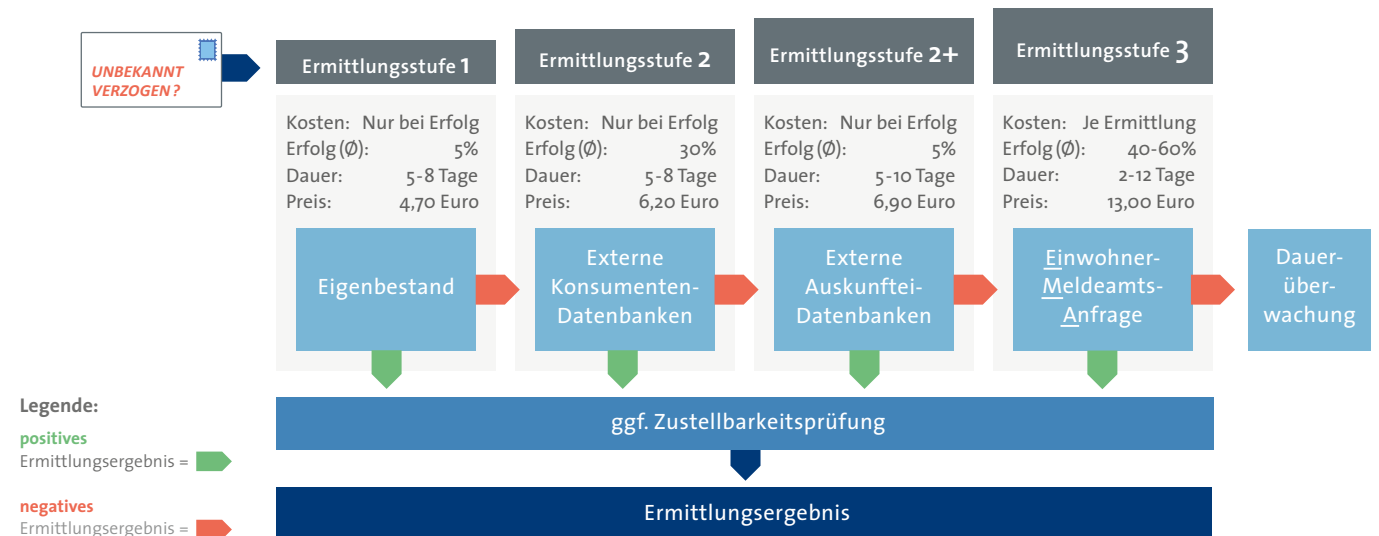 UNBEKANNT
VERZOGEN?
Ermittlungsstufe 1
Kosten: Nur bei Erfolg
Erfolg (Ø): 5%
Dauer: 5-8 Tage
Preis: 4,70 Euro
Eigenbestand
Ermittlungsstufe 2
Kosten: Nur bei Erfolg
Erfolg (Ø): 30%
Dauer: 5-8 Tage
Preis: 6,20 Euro
Externe
Konsumenten-
Datenbanken
Ermittlungsstufe 2+
Kosten: Nur bei Erfolg
Erfolg (Ø): 5%
Dauer: 5-10 Tage
Preis: 6,90 Euro
Externe
Auskunftei-
Datenbanken
Ermittlungsstufe 3
Kosten: Je Ermittlung
Erfolg (Ø): 40-60%
Dauer: 2-12 Tage
Preis: 13,00 Euro
Einwohner-
Meldeamts-
Anfrage
Dauer-
über-
wachung
ggf. Zustellbarkeitsprüfung
Ermittlungsergebnis
Legende:
positives
Ermittlungsergebnis =
negatives
Ermittlungsergebnis =